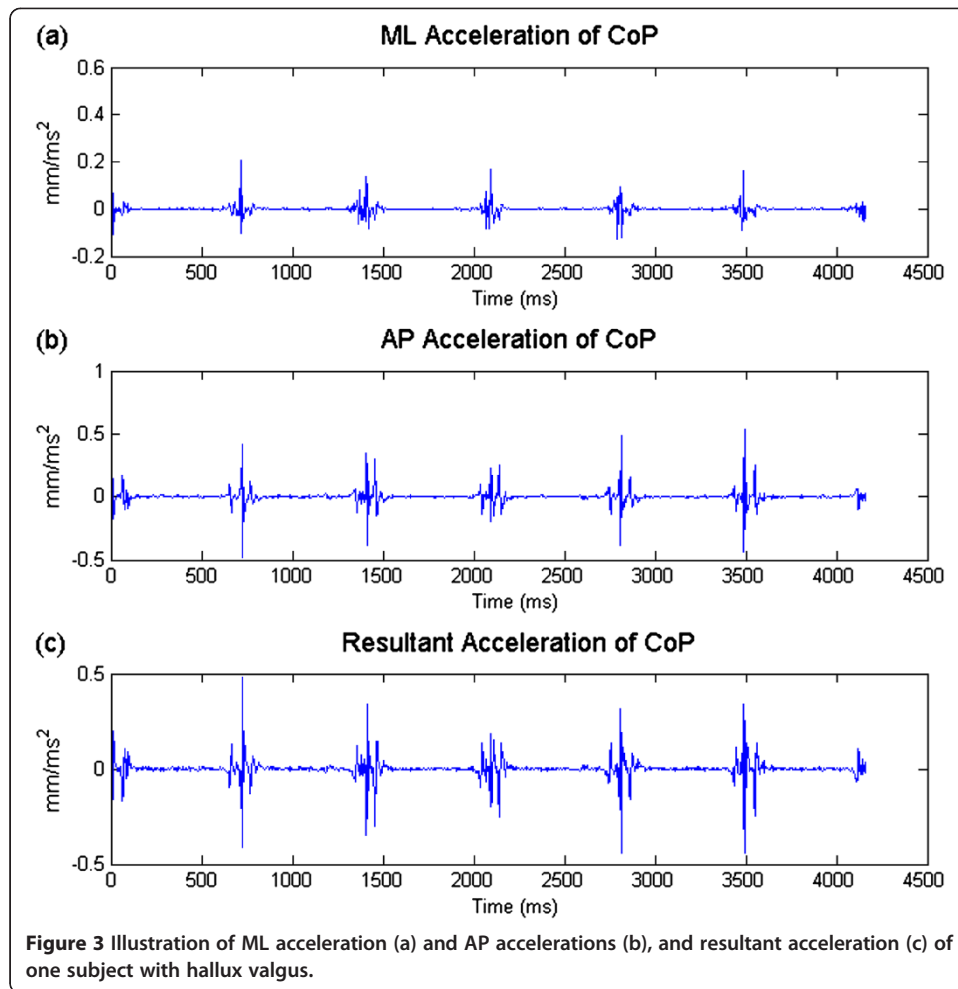 (a) ML Acceleration of CoP
0.6
0.4
0.2
0
-0.2
mm/ms²
0 500 1000 1500 2000 2500 3000 3500 4000 4500
Time (ms)
(b) AP Acceleration of CoP
1
0.5
0
-0.5
mm/ms²
0 500 1000 1500 2000 2500 3000 3500 4000 4500
Time (ms)
(c) Resultant Acceleration of CoP
0.5
0
-0.5
mm/ms²
0 500 1000 1500 2000 2500 3000 3500 4000 4500
Time (ms)
Figure 3 Illustration of ML acceleration (a) and AP accelerations (b), and resultant acceleration (c) of
one subject with hallux valgus.